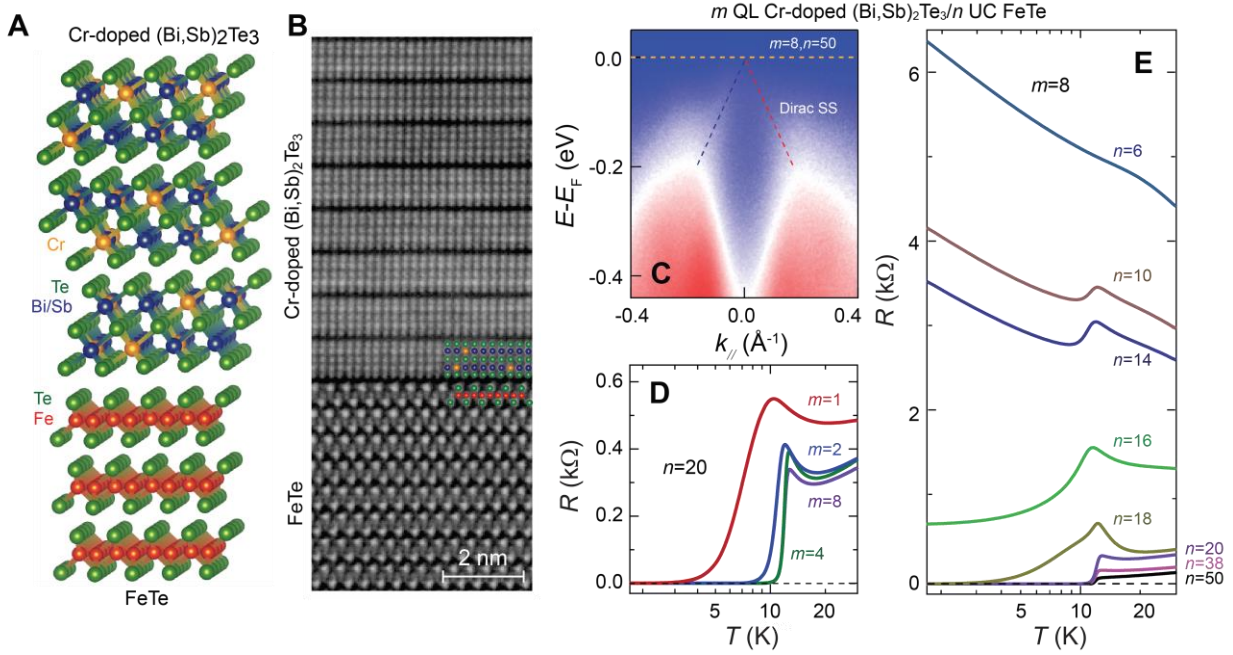 m QL Cr-doped (Bi,Sb)2Te3/n UC FeTe
A
Cr-doped (Bi,Sb)2Te3
Cr
Te
Bi/Sb
Te
Fe
FeTe
B
Cr-doped (Bi,Sb)2Te3
FeTe
2 nm
m=8,n=50
Dirac SS
C
E-EF (eV)
0.0
-0.2
-0.4
-0.4
0.0
0.4
k// (Å-1)
D
n=20
m=1
m=2
m=8
m=4
R (kΩ)
0.6
0.4
0.2
0.0
5
10
20
T (K)
E
m=8
n=6
n=10
n=14
n=16
n=18
n=20
n=38
n=50
R (kΩ)
6
4
2
0
5
10
20
T (K)